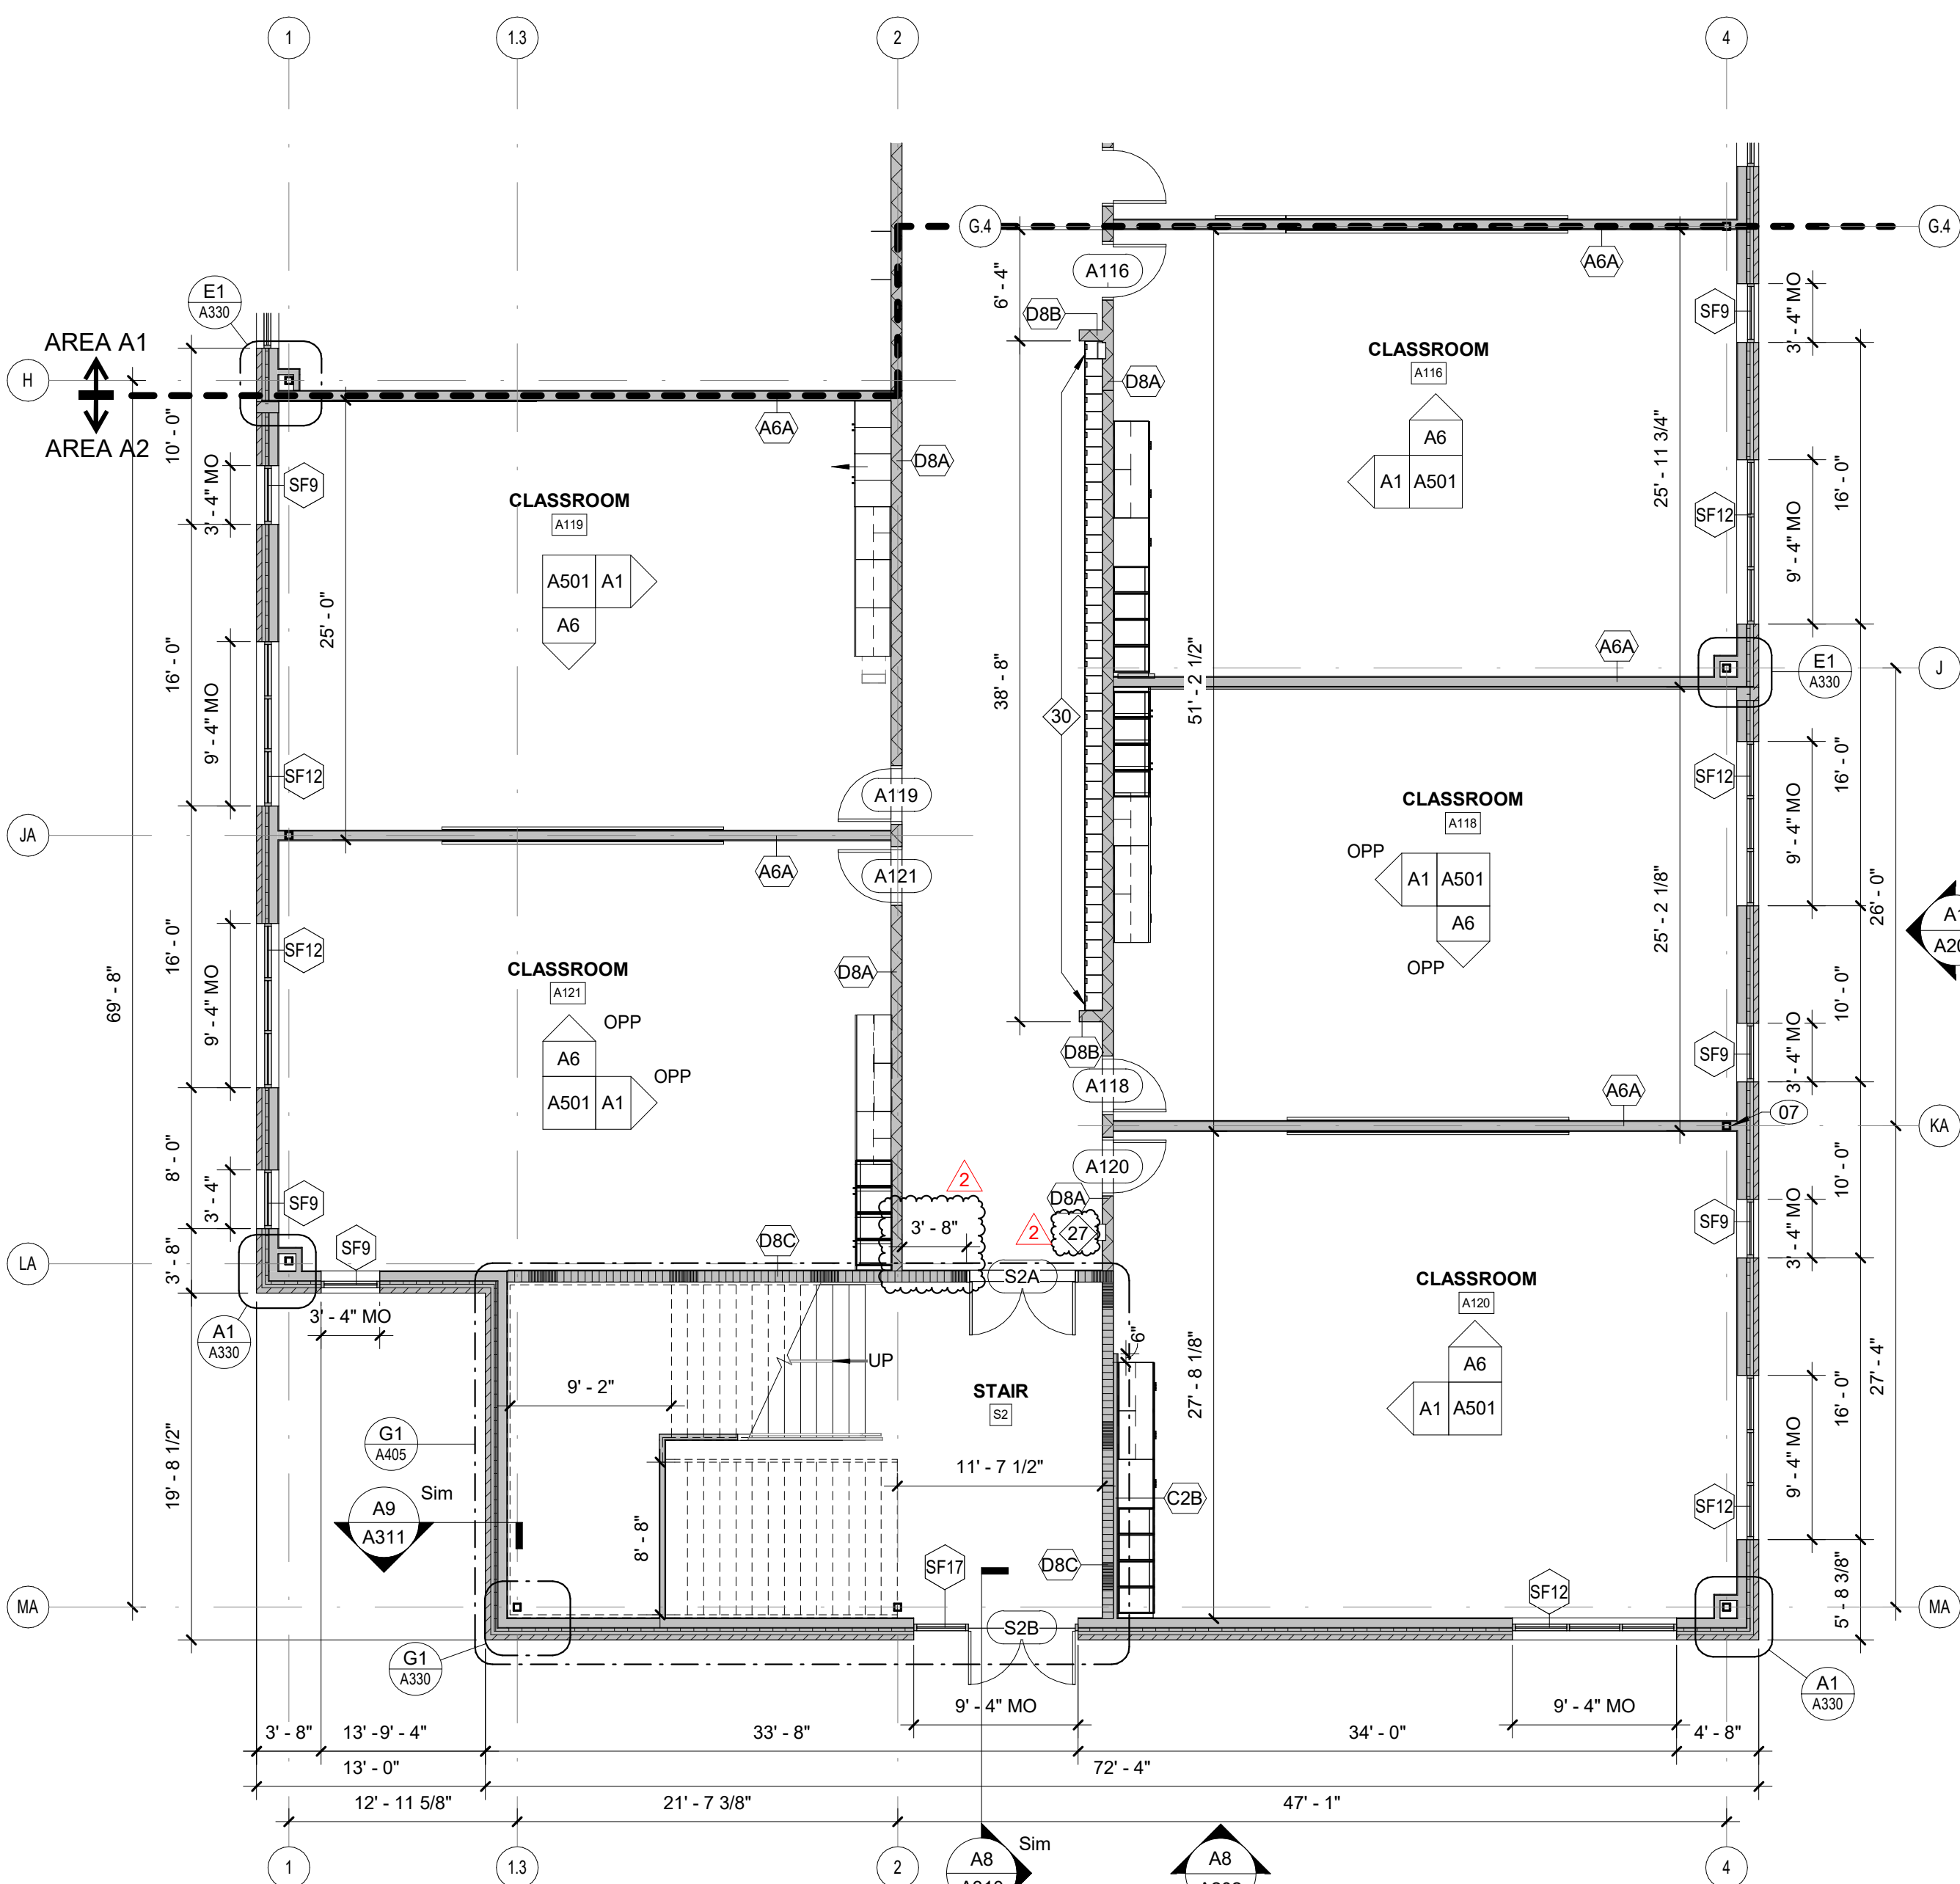 1
1.3
2
4
G.4
G.4
A116
A6A
E1
A330
6' - 4"
D8B
SF9
3' - 4" MO
AREA A1
H
AREA A2
CLASSROOM
A116
D8A
A6
A1
A501
10' - 0"
A6A
D8A
25' - 11 3/4"
16' - 0"
3' - 4" MO
SF9
CLASSROOM
A119
SF12
9' - 4" MO
A501
A1
A6
25' - 0"
16' - 0"
9' - 4" MO
38' - 8"
51' - 2 1/2"
A6A
E1
A330
J
30
SF12
A119
SF12
16' - 0"
9' - 4" MO
CLASSROOM
A118
JA
A6A
A121
OPP
A1
A501
A6
OPP
25' - 2 1/8"
26' - 0"
16' - 0"
9' - 4" MO
SF12
69' - 8"
CLASSROOM
A121
D8A
OPP
A6
OPP
A501
A1
D8B
SF9
10' - 0"
3' - 4" MO
A118
A6A
07
KA
8' - 0"
3' - 4"
SF9
A120
2
D8A
3' - 8"
2
27
SF9
10' - 0"
3' - 4" MO
SF9
D8C
LA
3' - 8"
S2A
CLASSROOM
A120
3' - 4" MO
A1
A330
6"
UP
A6
A1
A501
27' - 8 1/8"
27' - 4"
9' - 2"
STAIR
S2
G1
A405
16' - 0"
9' - 4" MO
19' - 8 1/2"
11' - 7 1/2"
Sim
A9
A311
C2B
SF12
8' - 8"
SF17
D8C
SF12
MA
MA
S2B
5' - 8 3/8"
G1
A330
A1
A330
9' - 4" MO
9' - 4" MO
3' - 8"
13' -9' - 4"
33' - 8"
34' - 0"
4' - 8"
13' - 0"
72' - 4"
12' - 11 5/8"
21' - 7 3/8"
47' - 1"
1
1.3
2
Sim
A8
A8
4